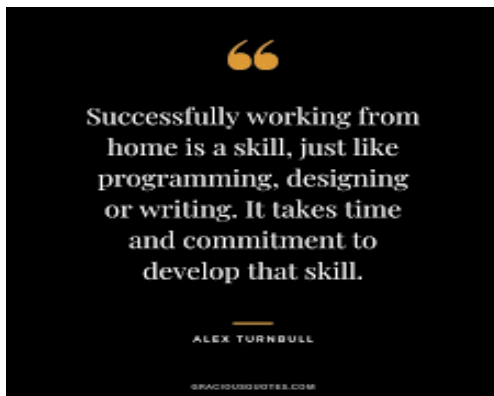 Successfully working from
home is a skill, just like
programming, designing
or writing. It takes time
and commitment to
develop that skill.
ALEX TURNBULL
GRACIOUSQUOTES.COM